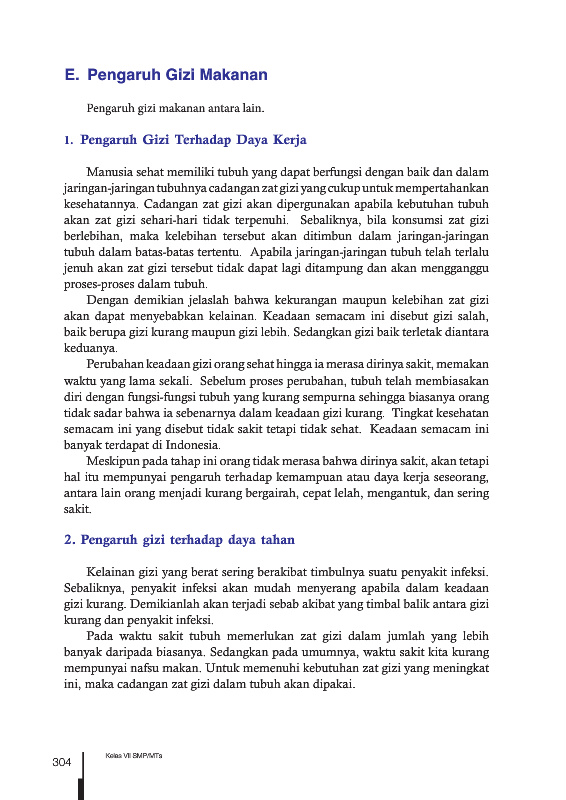 E. Pengaruh Gizi Makanan
Pengaruh gizi makanan antara lain.
1. Pengaruh Gizi Terhadap Daya Kerja
Manusia sehat memiliki tubuh yang dapat berfungsi dengan baik dan dalam
jaringan-jaringan tubuhnya cadangan zat gizi yang cukup untuk mempertahankan
kesehatannya. Cadangan zat gizi akan dipergunakan apabila kebutuhan tubuh
akan zat gizi sehari-hari tidak terpenuhi. Sebaliknya, bila konsumsi zat gizi
berlebihan, maka kelebihan tersebut akan ditimbun dalam jaringan-jaringan
tubuh dalam batas-batas tertentu. Apabila jaringan-jaringan tubuh telah terlalu
jenuh akan zat gizi tersebut tidak dapat lagi ditampung dan akan mengganggu
proses-proses dalam tubuh.
Dengan demikian jelaslah bahwa kekurangan maupun kelebihan zat gizi
akan dapat menyebabkan kelainan. Keadaan semacam ini disebut gizi salah,
baik berupa gizi kurang maupun gizi lebih. Sedangkan gizi baik terletak diantara
keduanya.
Perubahan keadaan gizi orang sehat hingga ia merasa dirinya sakit, memakan
waktu yang lama sekali. Sebelum proses perubahan, tubuh telah membiasakan
diri dengan fungsi-fungsi tubuh yang kurang sempurna sehingga biasanya orang
tidak sadar bahwa ia sebenarnya dalam keadaan gizi kurang. Tingkat kesehatan
semacam ini yang disebut tidak sakit tetapi tidak sehat. Keadaan semacam ini
banyak terdapat di Indonesia.
Meskipun pada tahap ini orang tidak merasa bahwa dirinya sakit, akan tetapi
hal itu mempunyai pengaruh terhadap kemampuan atau daya kerja seseorang,
antara lain orang menjadi kurang bergairah, cepat lelah, mengantuk, dan sering
sakit.
2. Pengaruh gizi terhadap daya tahan
Kelainan gizi yang berat sering berakibat timbulnya suatu penyakit infeksi.
Sebaliknya, penyakit infeksi akan mudah menyerang apabila dalam keadaan
gizi kurang. Demikianlah akan terjadi sebab akibat yang timbal balik antara gizi
kurang dan penyakit infeksi.
Pada waktu sakit tubuh memerlukan zat gizi dalam jumlah yang lebih
banyak daripada biasanya. Sedangkan pada umumnya, waktu sakit kita kurang
mempunyai nafsu makan. Untuk memenuhi kebutuhan zat gizi yang meningkat
ini, maka cadangan zat gizi dalam tubuh akan dipakai.
304
Kelas VII SMP/MTs